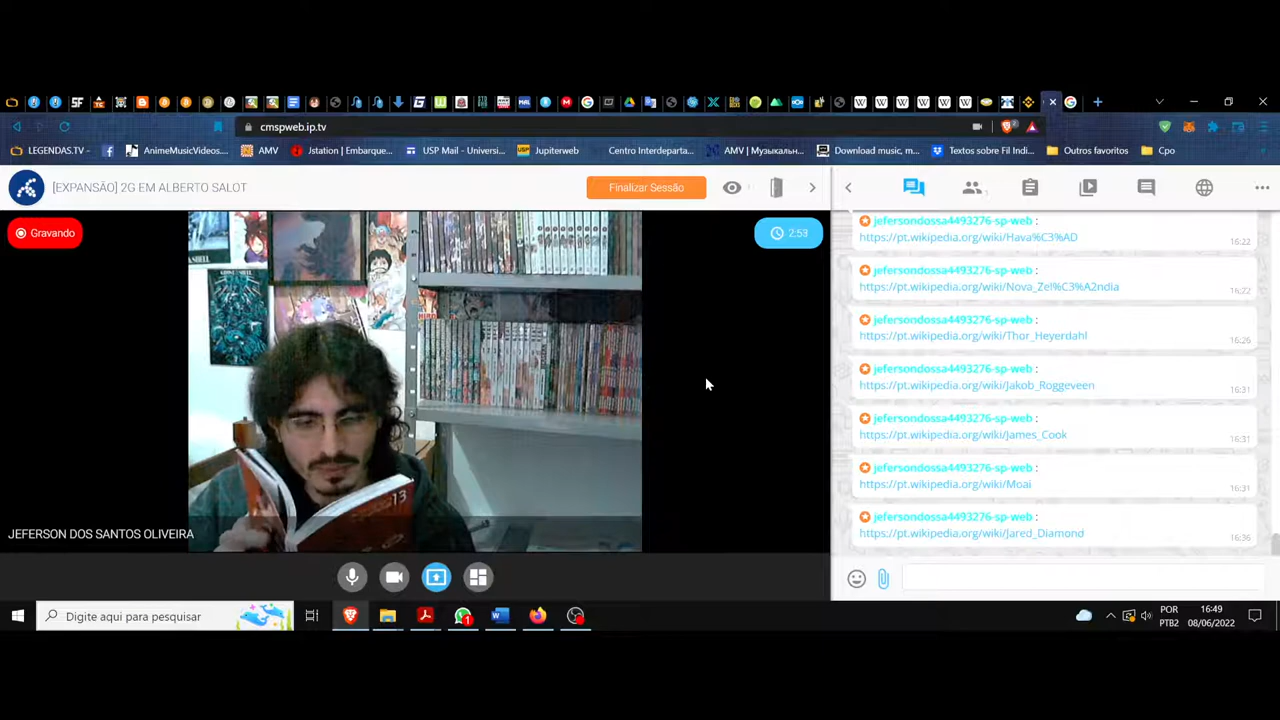 cmspweb.ip.tv
LEGENDAS.TV –
AnimeMusicVideos...
AMV
Jstation | Embarque...
USP Mail - Universi...
Jupiterweb
Centro Interdeparta...
AMV | Музыкальн...
Download music, m...
Textos sobre Fil Indi...
Outros favoritos
Cpo
[EXPANSÃO] 2G EM ALBERTO SALOT
Finalizar Sessão
Gravando
2:53
JEFERSON DOS SANTOS OLIVEIRA
13
jefersondossa4493276-sp-web :
https://pt.wikipedia.org/wiki/Hava%C3%AD
16:22
jefersondossa4493276-sp-web :
https://pt.wikipedia.org/wiki/Nova_Zel%C3%A2ndia
16:22
jefersondossa4493276-sp-web :
https://pt.wikipedia.org/wiki/Thor_Heyerdahl
16:26
jefersondossa4493276-sp-web :
https://pt.wikipedia.org/wiki/Jakob_Roggeveen
16:31
jefersondossa4493276-sp-web :
https://pt.wikipedia.org/wiki/James_Cook
16:31
jefersondossa4493276-sp-web :
https://pt.wikipedia.org/wiki/Moai
16:31
jefersondossa4493276-sp-web :
https://pt.wikipedia.org/wiki/Jared_Diamond
16:36
Digite aqui para pesquisar
POR
PTB2
16:49
08/06/2022